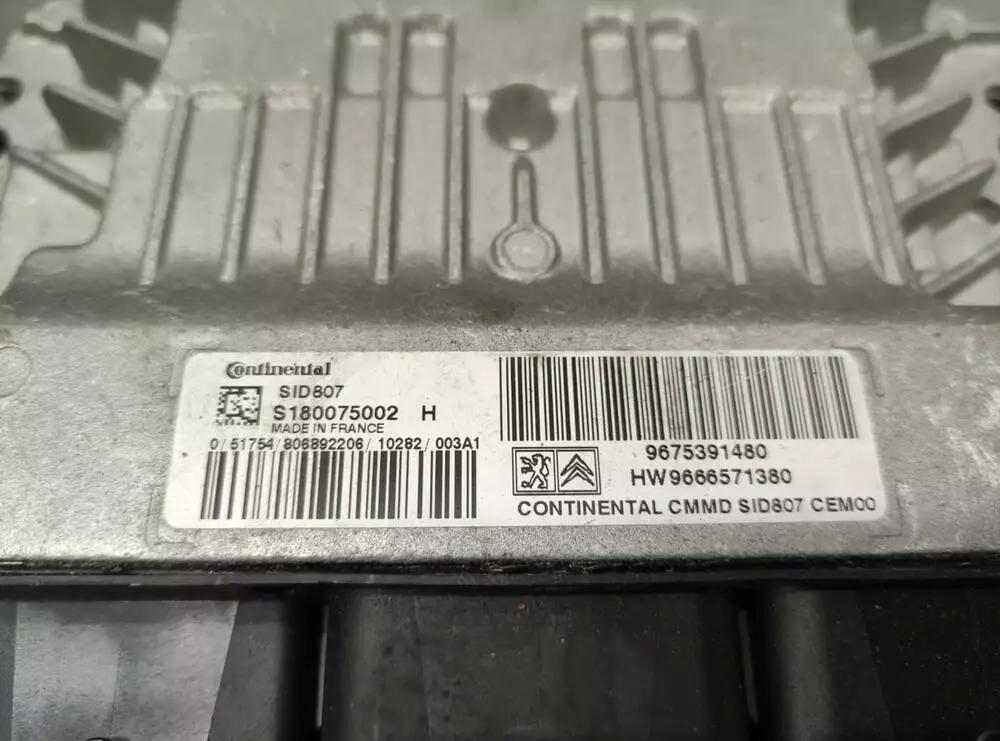 Continental
SID807
S180075002 H
MADE IN FRANCE
0/51754/806892206/10282/003A1
9675391480
HW9666571380
CONTINENTAL CMMD SID807 CEM00